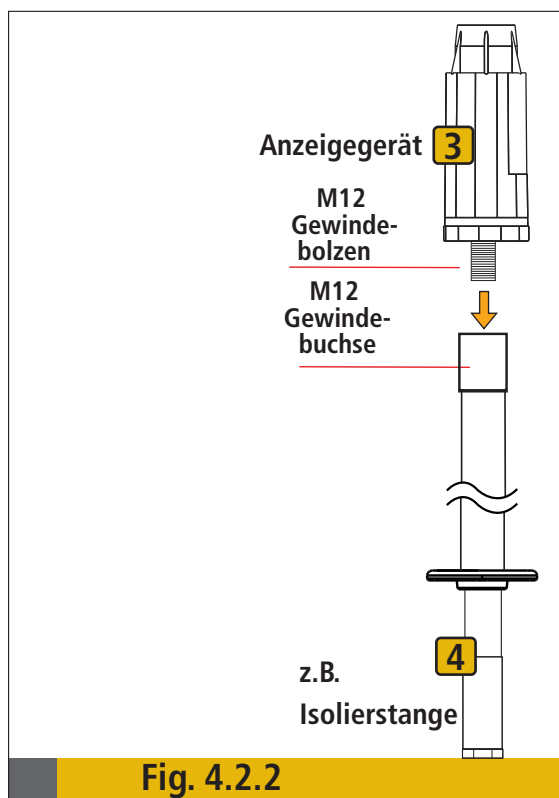 Anzeigegerät 3
M12
Gewinde-
bolzen
M12
Gewinde-
buchse
4
z.B.
Isolierstange
Fig. 4.2.2